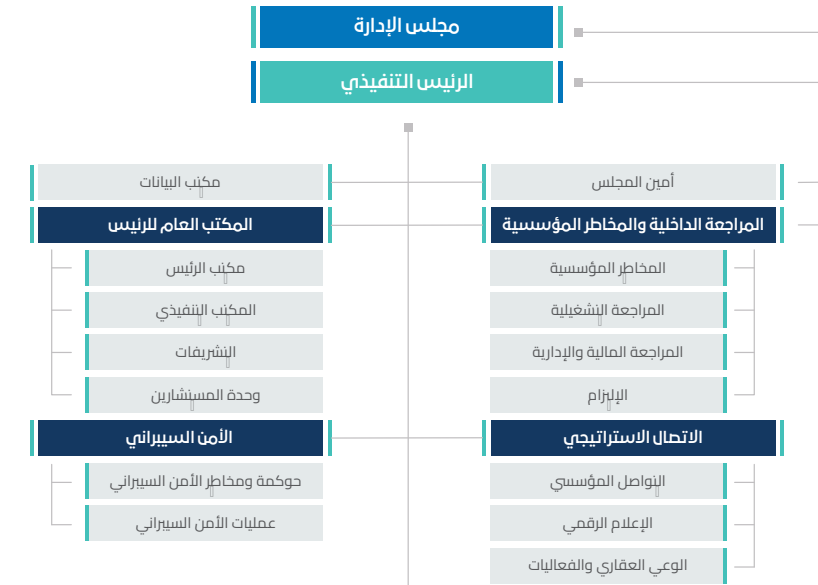 مجلس الإدارة
الرئيس التنفيذي
أمين المجلس
مكتب البيانات
المراجعة الداخلية والمخاطر المؤسسية
المكتب العام للرئيس
المخاطر المؤسسية
مكتب الرئيس
المراجعة التشغيلية
المكتب التنفيذي
المراجعة المالية والإدارية
التشريفات
الإلتزام
وحدة المستشارين
الاتصال الاستراتيجي
الأمن السيبراني
التواصل المؤسسي
حوكمة ومخاطر الأمن السيبراني
الإعلام الرقمي
عمليات الأمن السيبراني
الوعي العقاري والفعاليات